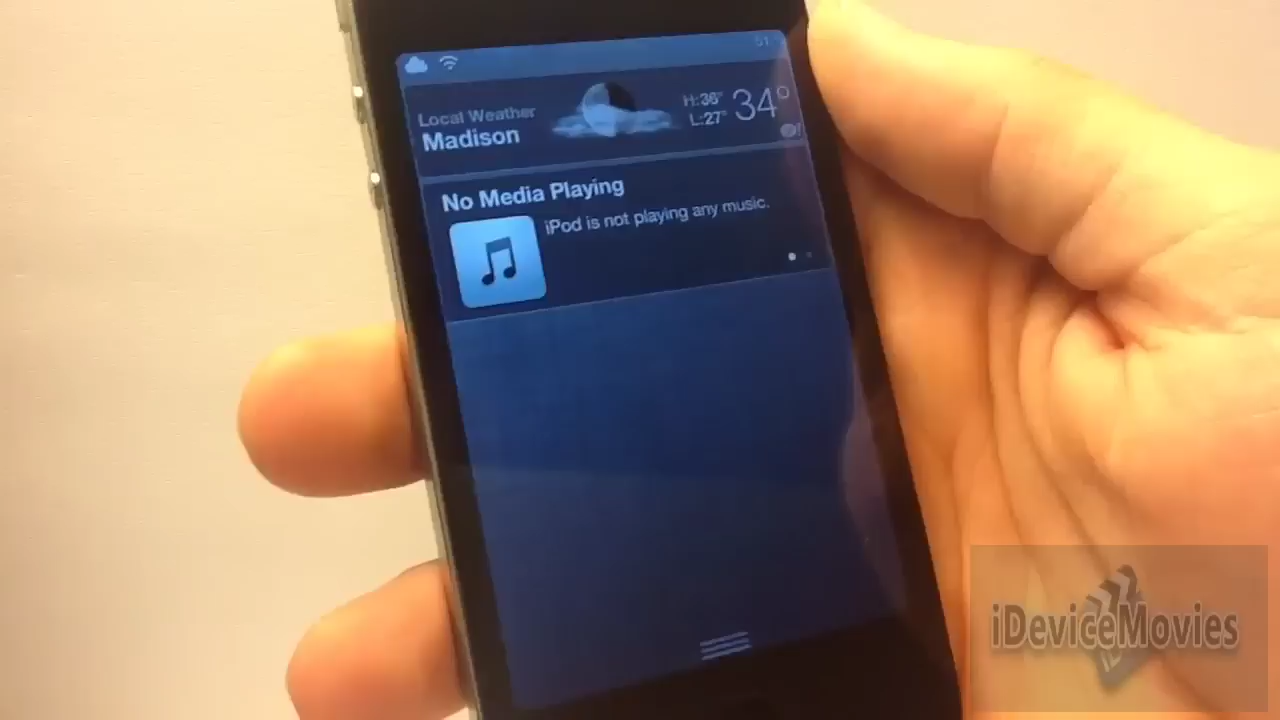 Local Weather
Madison
H:36°
L:27°
34°
No Media Playing
iPod is not playing any music.
iDeviceMovies